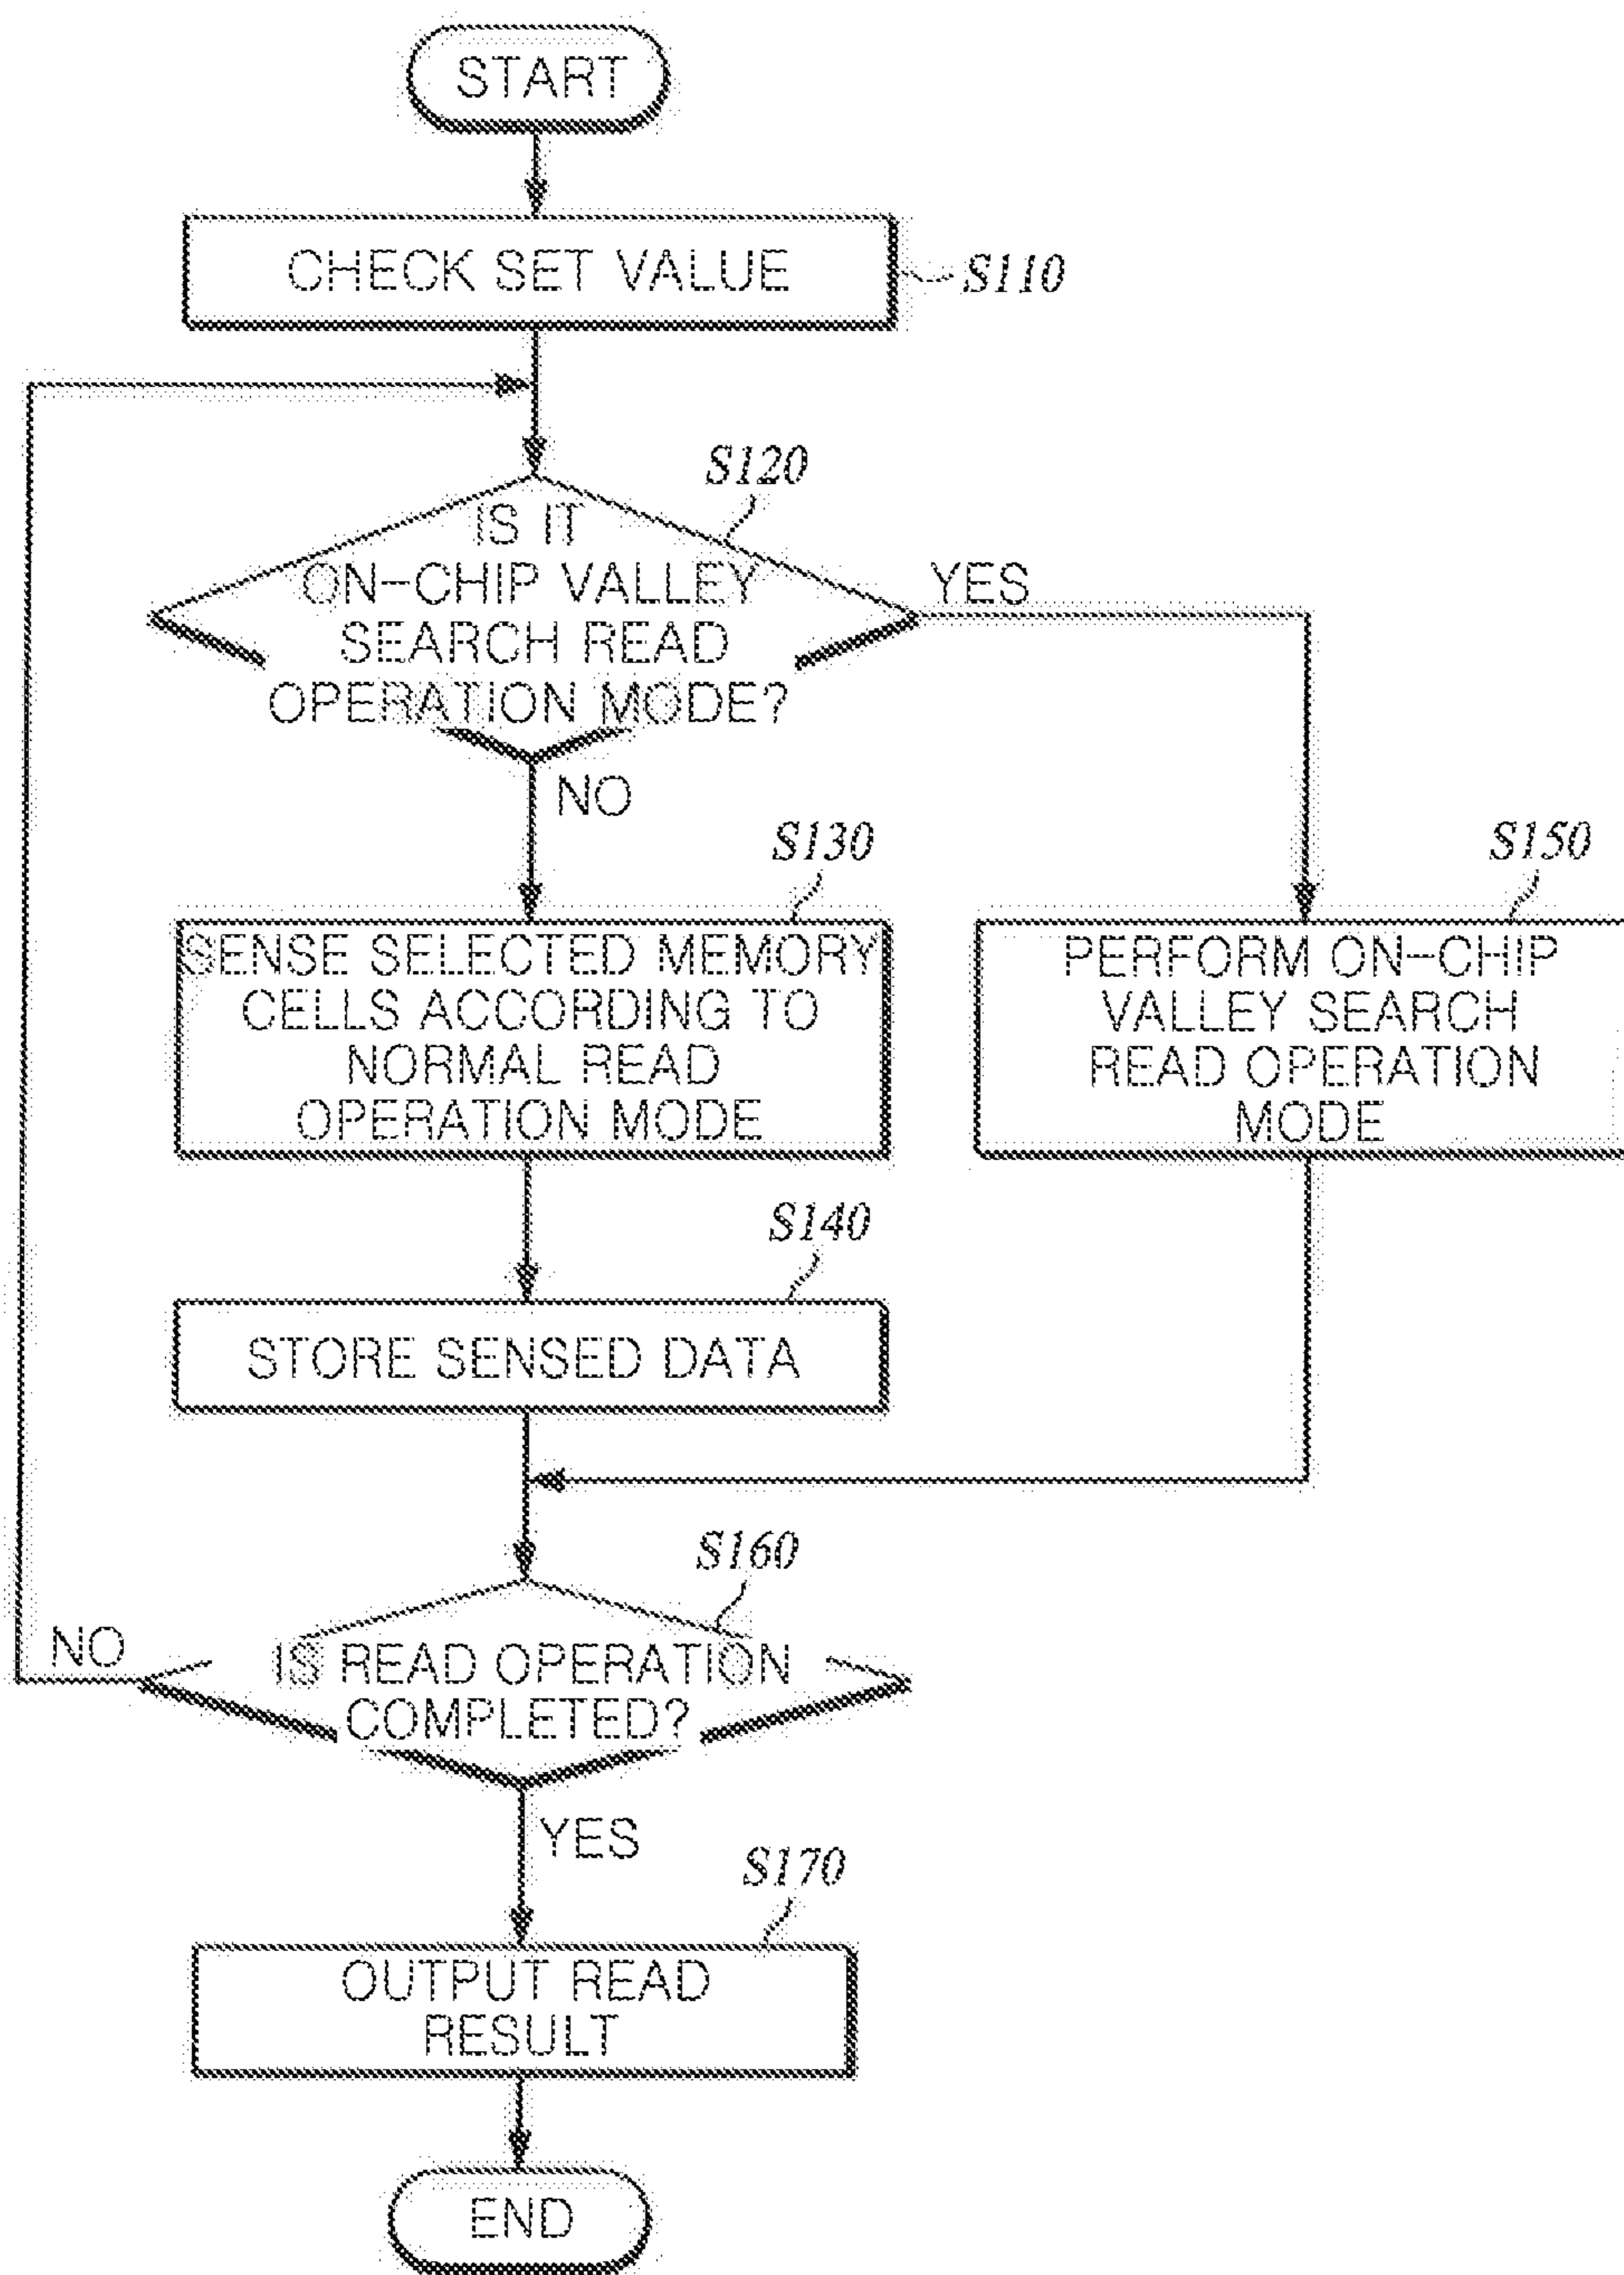 START
CHECK SET VALUE
S110
S120
IS IT
ON-CHIP VALLEY
SEARCH READ
OPERATION MODE?
YES
NO
S130
SENSE SELECTED MEMORY
CELLS ACCORDING TO
NORMAL READ
OPERATION MODE
S150
PERFORM ON-CHIP
VALLEY SEARCH
READ OPERATION
MODE
S140
STORE SENSED DATA
S160
NO
IS READ OPERATION
COMPLETED?
YES
S170
OUTPUT READ
RESULT
END